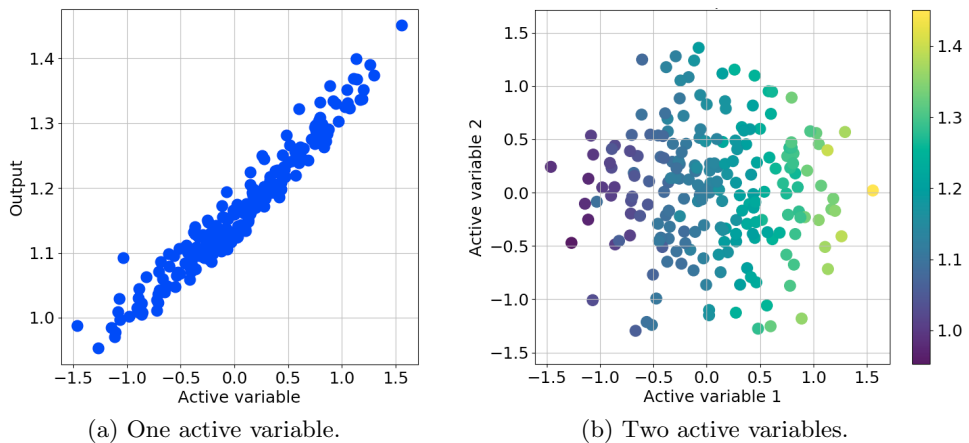 1.4
1.3
1.2
1.1
1.0
Output
−1.5 −1.0 −0.5 0.0 0.5 1.0 1.5
Active variable
(a) One active variable.
1.5
1.0
0.5
0.0
−0.5
−1.0
−1.5
Active variable 2
−1.5 −1.0 −0.5 0.0 0.5 1.0 1.5
Active variable 1
1.4
1.3
1.2
1.1
1.0
(b) Two active variables.